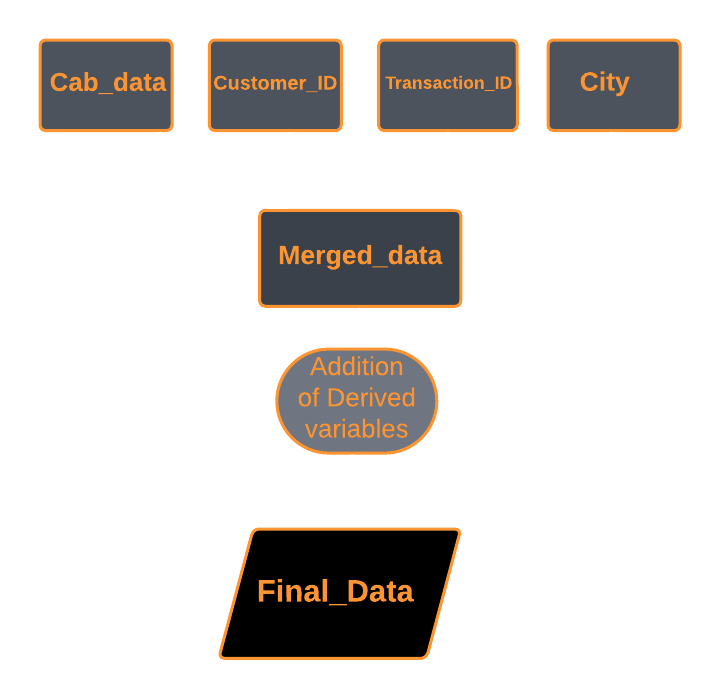 Cab_data
Customer_ID
Transaction_ID
City
Merged_data
Addition
of Derived
variables
Final_Data